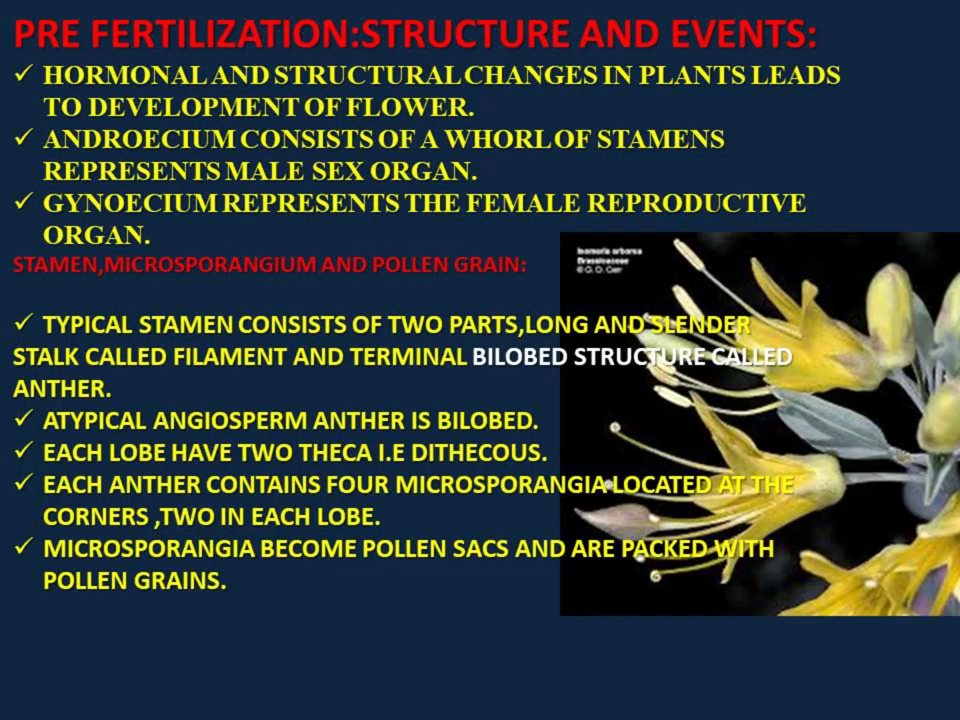 PRE FERTILIZATION:STRUCTURE AND EVENTS:
✓ HORMONAL AND STRUCTURAL CHANGES IN PLANTS LEADS
TO DEVELOPMENT OF FLOWER.
✓ ANDROECIUM CONSISTS OF A WHORL OF STAMENS
REPRESENTS MALE SEX ORGAN.
✓ GYNOECIUM REPRESENTS THE FEMALE REPRODUCTIVE
ORGAN.
STAMEN,MICROSPORANGIUM AND POLLEN GRAIN:
Isomeris arborea
Brassicaceae
© G. D. Carr
✓ TYPICAL STAMEN CONSISTS OF TWO PARTS,LONG AND SLENDER
STALK CALLED FILAMENT AND TERMINAL BILOBED STRUCTURE CALLED
ANTHER.
✓ ATYPICAL ANGIOSPERM ANTHER IS BILOBED.
✓ EACH LOBE HAVE TWO THECA I.E DITHECOUS.
✓ EACH ANTHER CONTAINS FOUR MICROSPORANGIA LOCATED AT THE
CORNERS ,TWO IN EACH LOBE.
✓ MICROSPORANGIA BECOME POLLEN SACS AND ARE PACKED WITH
POLLEN GRAINS.